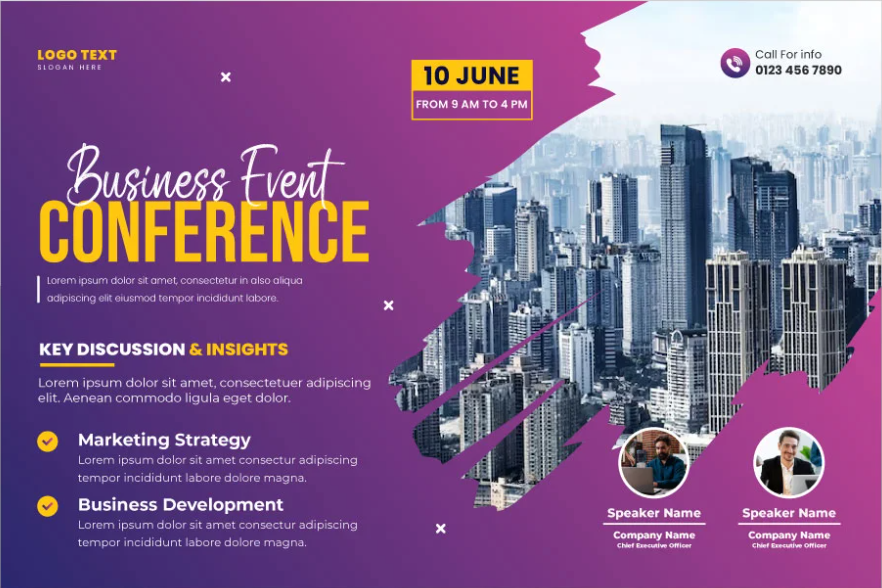 LOGO TEXT
SLOGAN HERE
10 JUNE
FROM 9 AM TO 4 PM
Call For info
0123 456 7890
Business Event
CONFERENCE
Lorem ipsum dolor sit amet, consectetur in also aliqua
adipiscing elit eiusmod tempor incididunt labore.
KEY DISCUSSION & INSIGHTS
Lorem ipsum dolor sit amet, consectetuer adipiscing
elit. Aenean commodo ligula eget dolor.
Marketing Strategy
Lorem ipsum dolor sit amet consectur adipiscing
tempor incididunt labore dolore magna.
Business Development
Lorem ipsum dolor sit amet consectur adipiscing
tempor incididunt labore dolore magna.
Speaker Name
Company Name
Chief Executive Officer
Speaker Name
Company Name
Chief Executive Officer